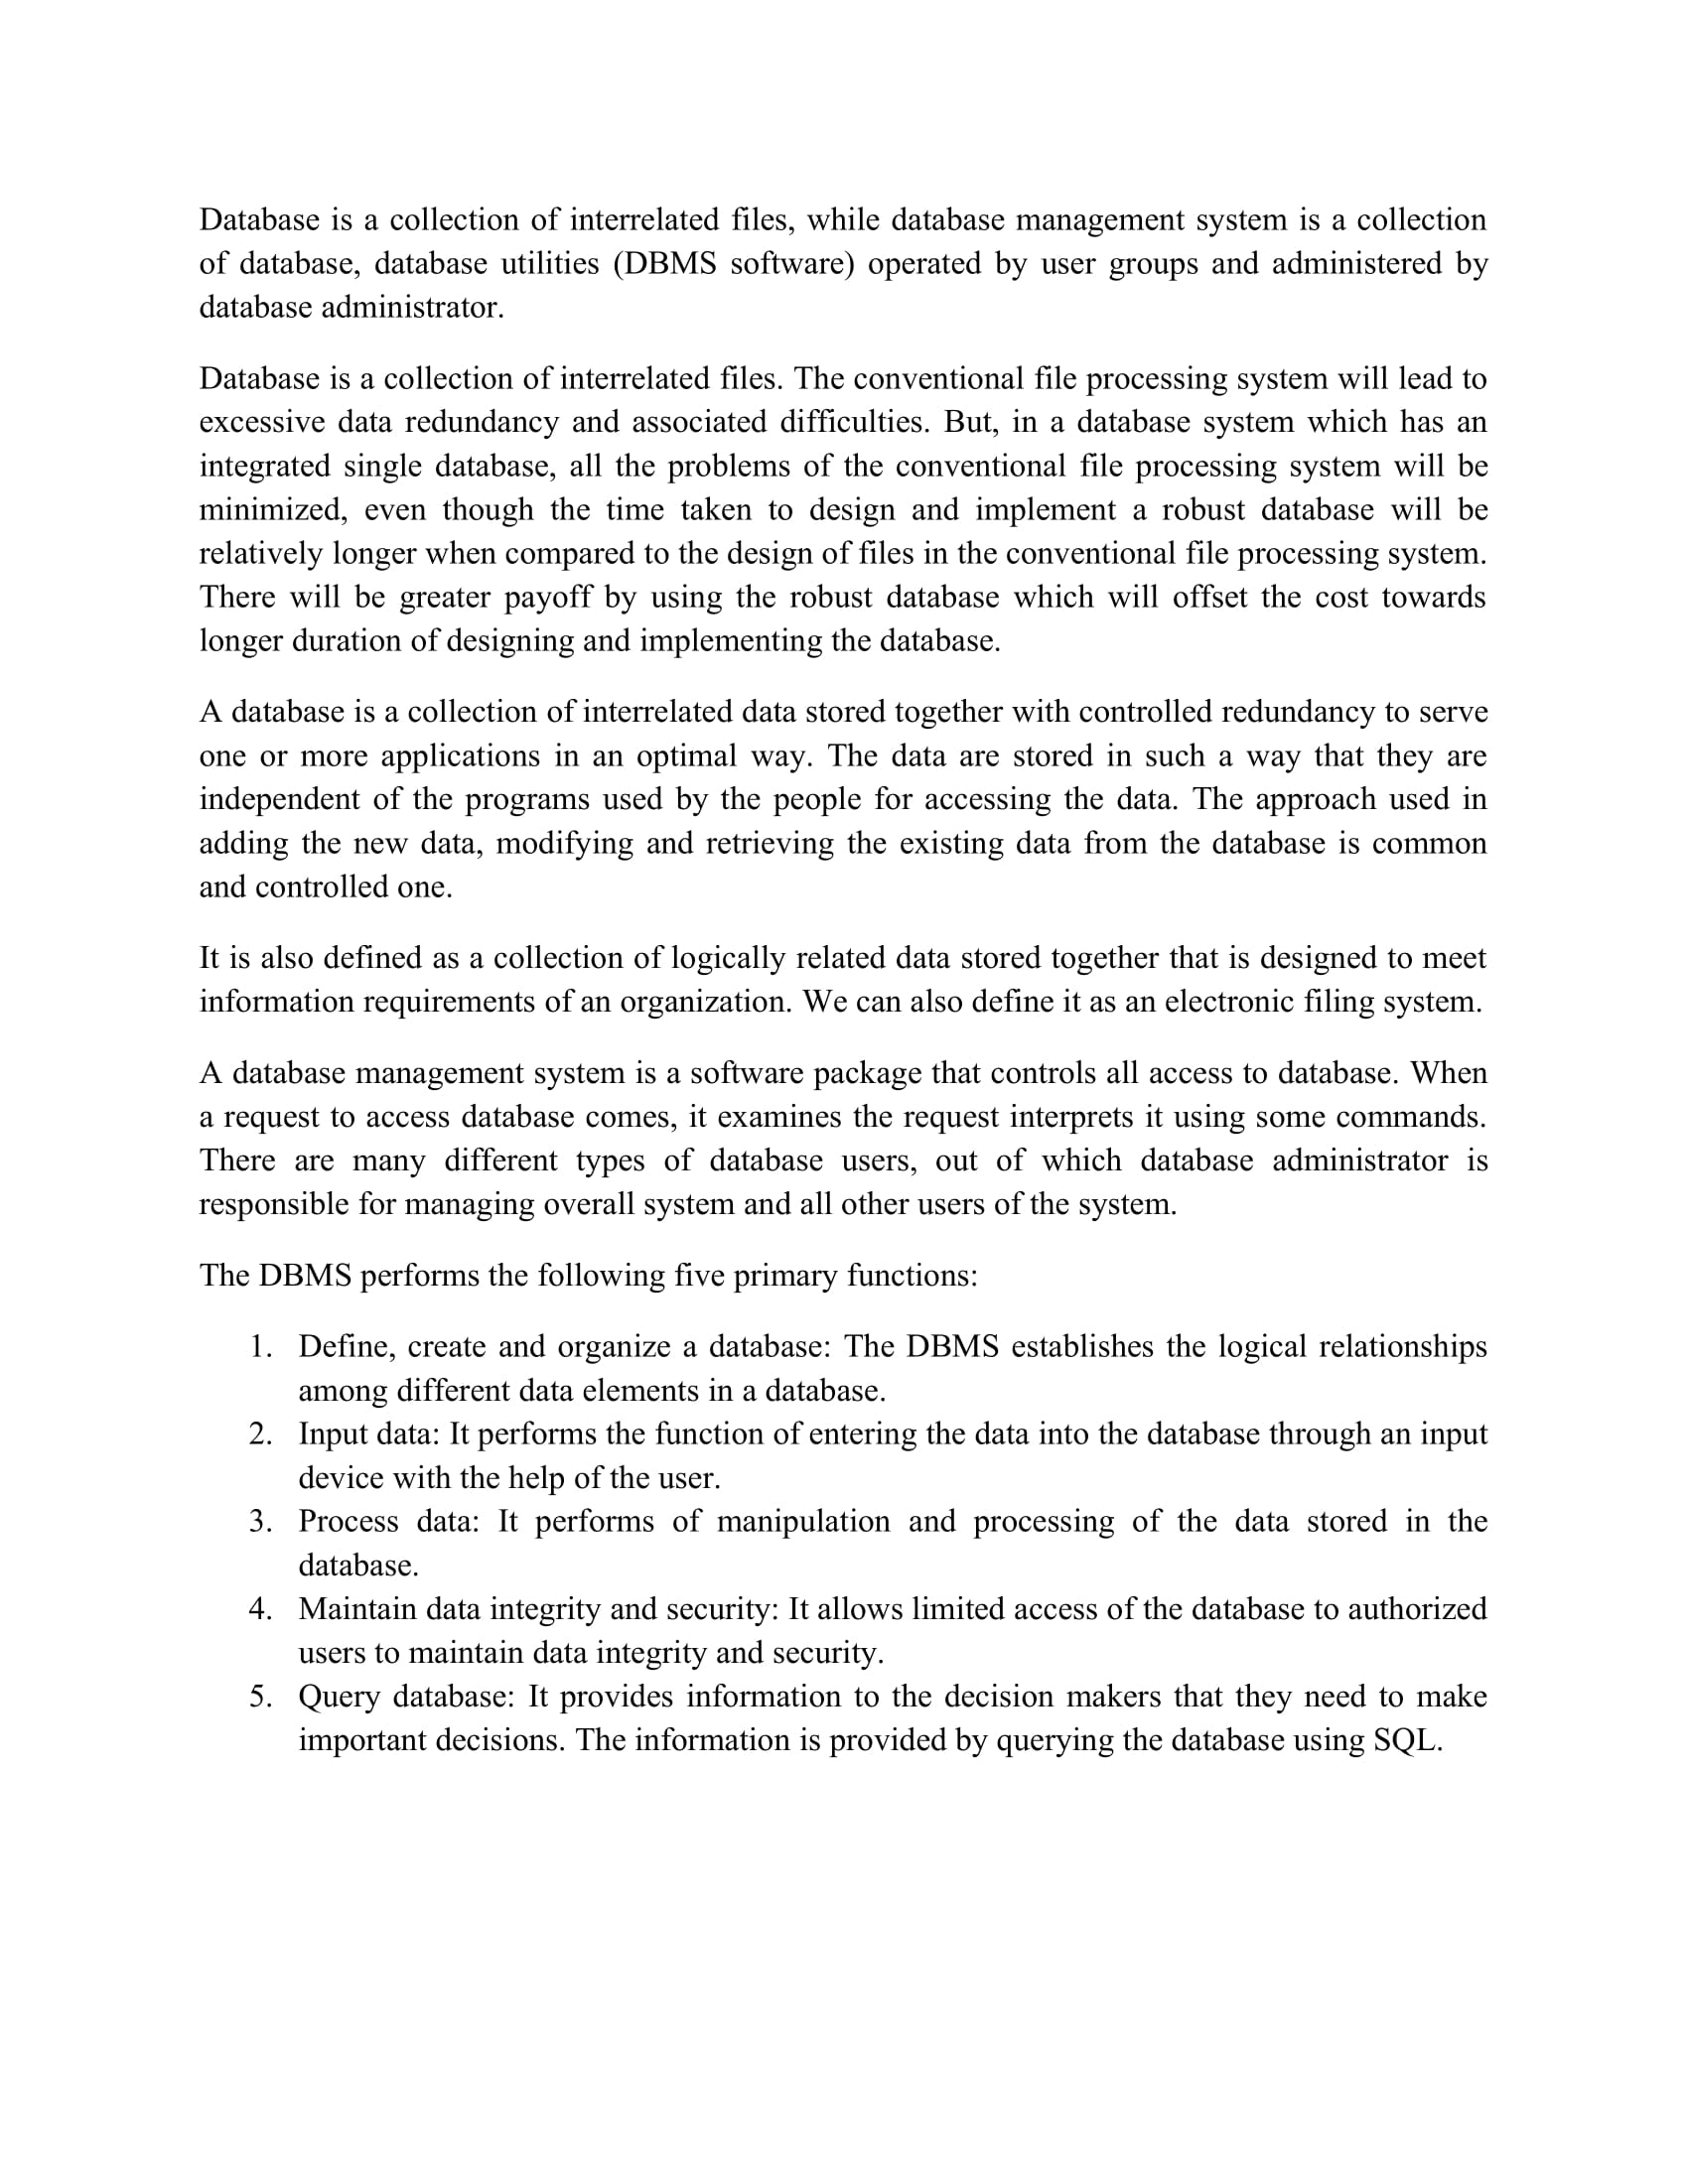 Database is a collection of interrelated files, while database management system is a collection
of database, database utilities (DBMS software) operated by user groups and administered by
database administrator.
Database is a collection of interrelated files. The conventional file processing system will lead to
excessive data redundancy and associated difficulties. But, in a database system which has an
integrated single database, all the problems of the conventional file processing system will be
minimized, even though the time taken to design and implement a robust database will be
relatively longer when compared to the design of files in the conventional file processing system.
There will be greater payoff by using the robust database which will offset the cost towards
longer duration of designing and implementing the database.
A database is a collection of interrelated data stored together with controlled redundancy to serve
one or more applications in an optimal way. The data are stored in such a way that they are
independent of the programs used by the people for accessing the data. The approach used in
adding the new data, modifying and retrieving the existing data from the database is common
and controlled one.
It is also defined as a collection of logically related data stored together that is designed to meet
information requirements of an organization. We can also define it as an electronic filing system.
A database management system is a software package that controls all access to database. When
a request to access database comes, it examines the request interprets it using some commands.
There are many different types of database users, out of which database administrator is
responsible for managing overall system and all other users of the system.
The DBMS performs the following five primary functions:
1. Define, create and organize a database: The DBMS establishes the logical relationships
among different data elements in a database.
2. Input data: It performs the function of entering the data into the database through an input
device with the help of the user.
3. Process data: It performs of manipulation and processing of the data stored in the
database.
4. Maintain data integrity and security: It allows limited access of the database to authorized
users to maintain data integrity and security.
5. Query database: It provides information to the decision makers that they need to make
important decisions. The information is provided by querying the database using SQL.